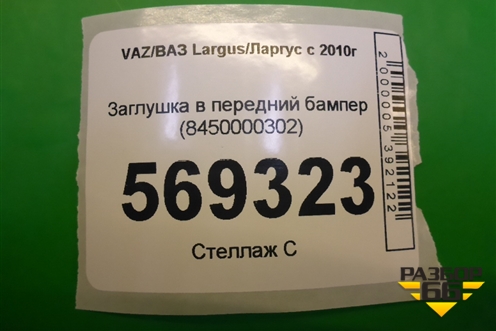 VAZ/ВАЗ Largus/Ларгус с 2010г
Заглушка в передний бампер
(8450000302)
569323
Стеллаж С
2000005392122
РАЗБОР
66